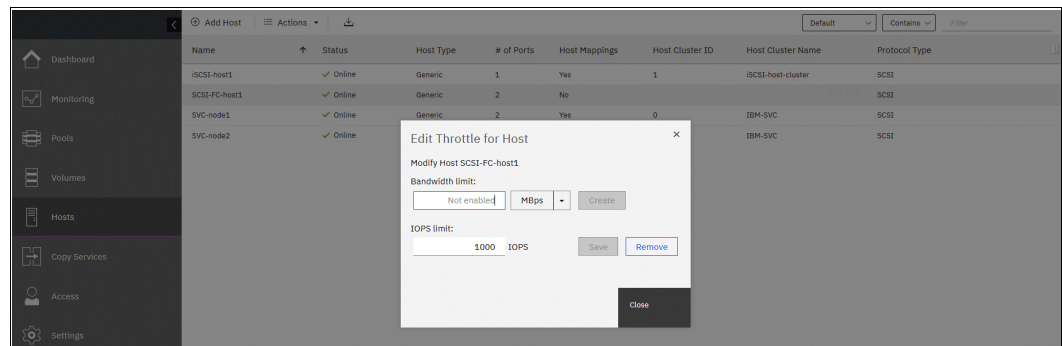 Add Host Actions Default Contains Filter
Name Status Host Type # of Ports Host Mappings Host Cluster ID Host Cluster Name Protocol Type
Dashboard
iSCSI-host1 Online Generic 1 Yes 1 iSCSI-host-cluster SCSI
Monitoring
SCSI-FC-host1 Online Generic 2 No SCSI
SVC-node1 Online Generic 2 Yes 0 IBM-SVC SCSI
Pools
SVC-node2 Online IBM-SVC SCSI
Edit Throttle for Host
Modify Host SCSI-FC-host1
Volumes
Bandwidth limit:
Not enabled MBps Create
Hosts
IOPS limit:
1000 IOPS Save Remove
Copy Services
Access
Close
Settings